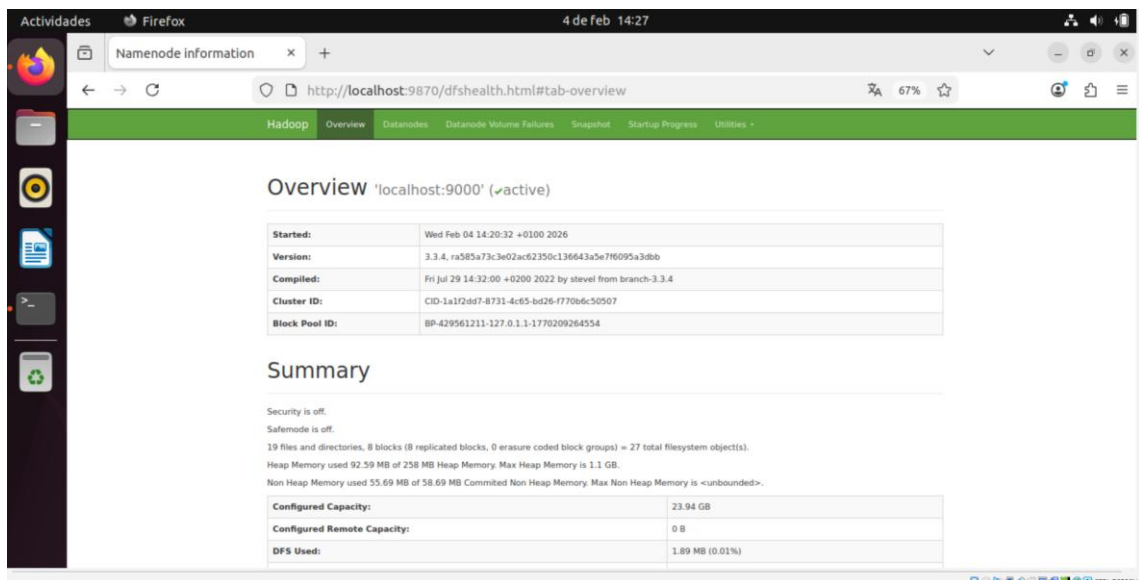 Actividades Firefox 4 de feb 14:27
Namenode information
http://localhost:9870/dfshealth.html#tab-overview 67%
Hadoop Overview Datanodes Datanode Volume Failures Snapshot Startup Progress Utilities
Overview 'localhost:9000' (✔active)
Started: Wed Feb 04 14:20:32 +0100 2026
Version: 3.3.4, ra585a73c3e02ac62350c136643a5e7f6095a3dbb
Compiled: Fri Jul 29 14:32:00 +0200 2022 by stevel from branch-3.3.4
Cluster ID: CID-1a1f2dd7-8731-4c65-bd26-f770b6c50507
Block Pool ID: BP-429561211-127.0.1.1-1770209264554
Summary
Security is off.
Safemode is off.
19 files and directories, 8 blocks (8 replicated blocks, 0 erasure coded block groups) = 27 total filesystem object(s).
Heap Memory used 92.59 MB of 258 MB Heap Memory. Max Heap Memory is 1.1 GB.
Non Heap Memory used 55.69 MB of 58.69 MB Commited Non Heap Memory. Max Non Heap Memory is <unbounded>.
Configured Capacity: 23.94 GB
Configured Remote Capacity: 0 B
DFS Used: 1.89 MB (0.01%)